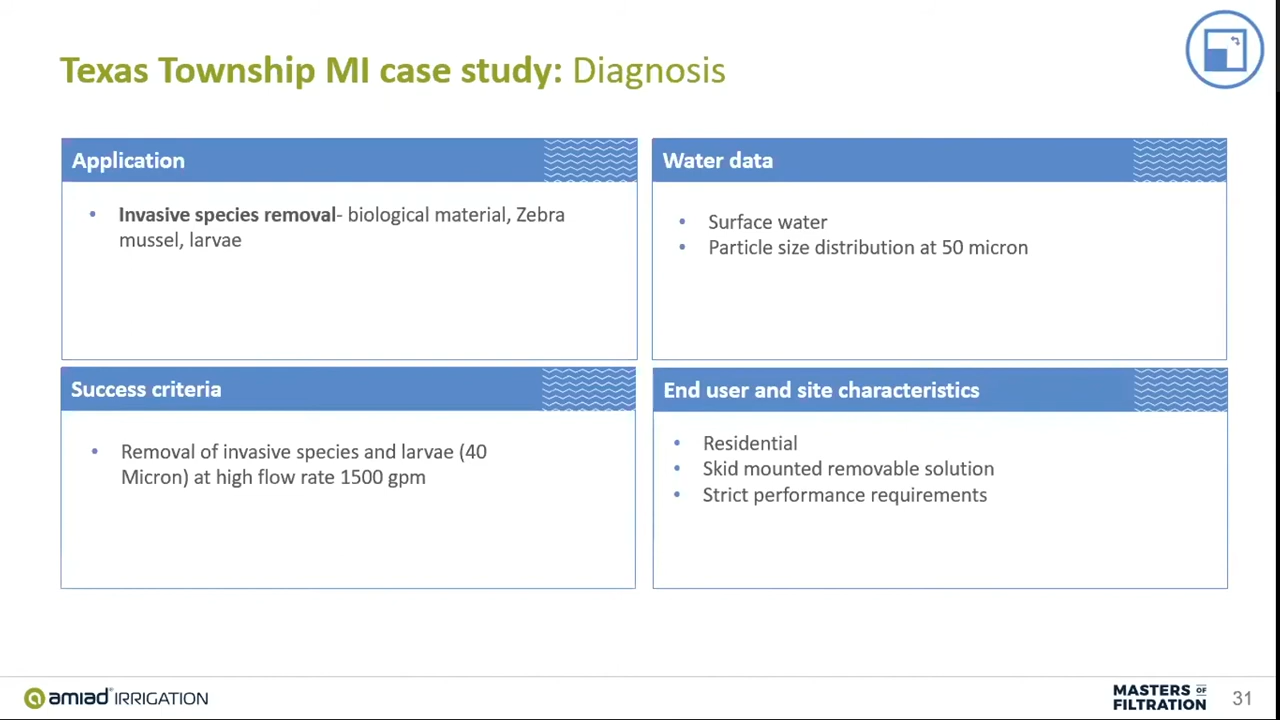 Texas Township MI case study: Diagnosis
Application
• Invasive species removal- biological material, Zebra
mussel, larvae
Water data
• Surface water
• Particle size distribution at 50 micron
Success criteria
• Removal of invasive species and larvae (40
Micron) at high flow rate 1500 gpm
End user and site characteristics
• Residential
• Skid mounted removable solution
• Strict performance requirements
amiad IRRIGATION
MASTERS OF
FILTRATION
31